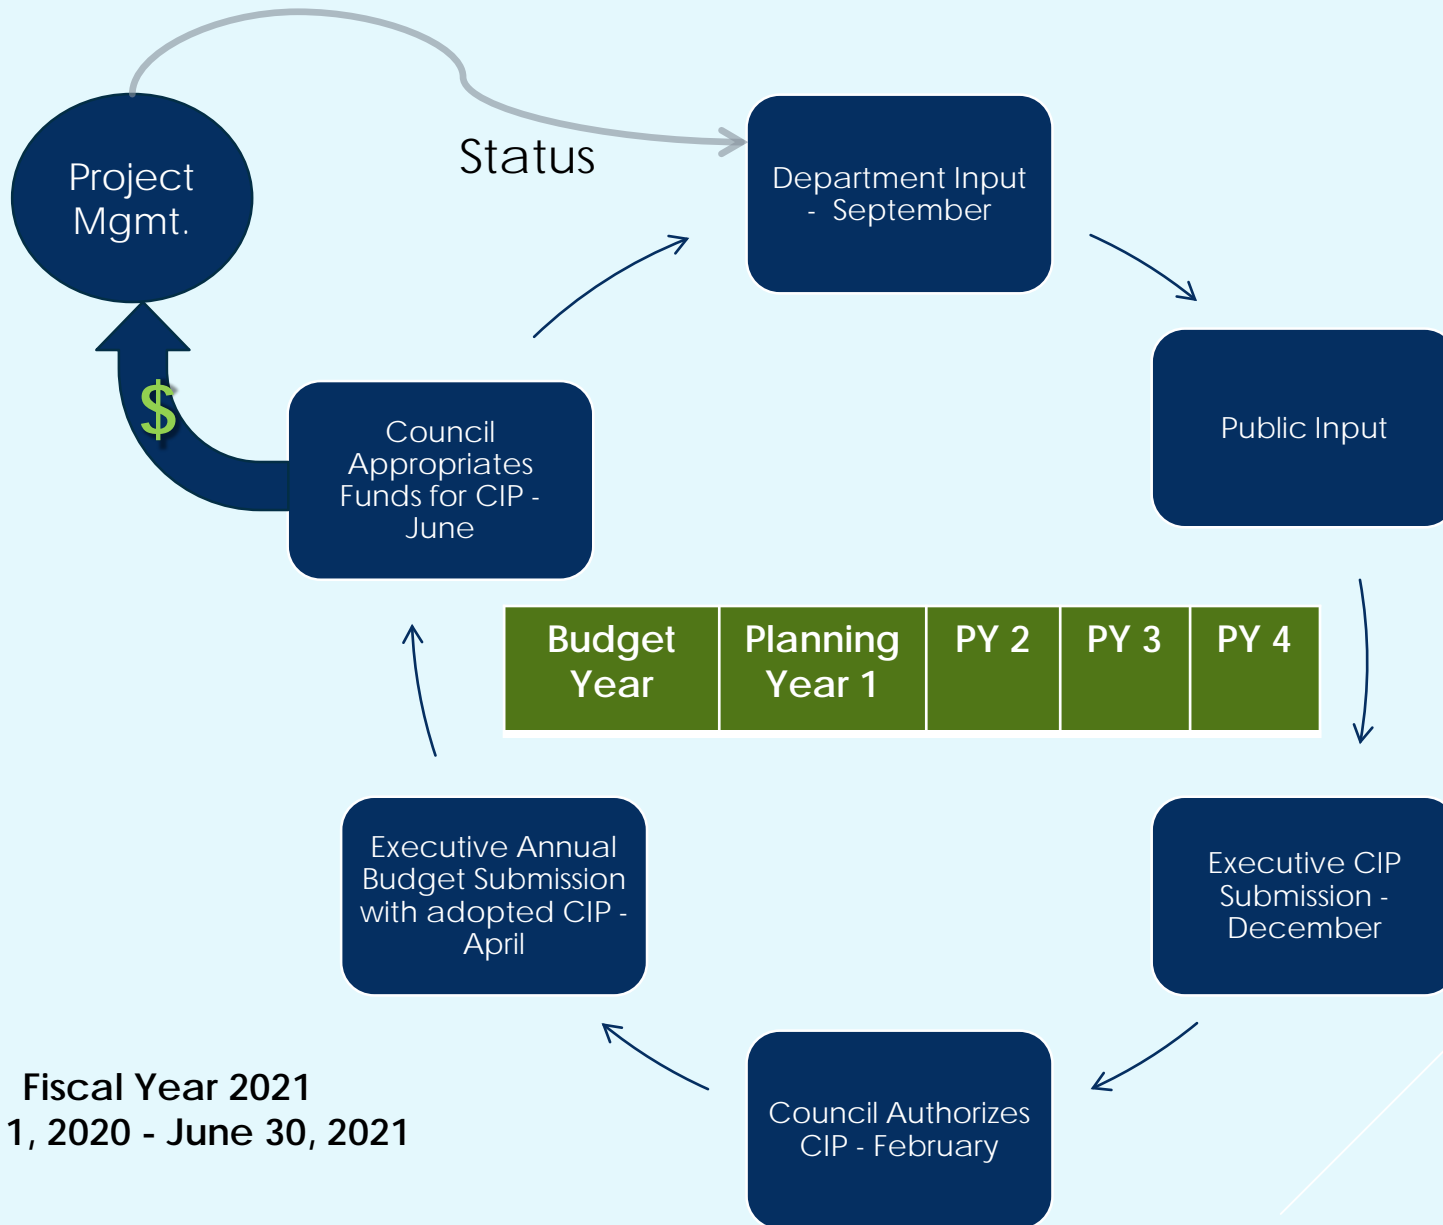 Project
Mgmt.
Status
Department Input
- September
Public Input
$
Council
Appropriates
Funds for CIP -
June
Budget
Year
Planning
Year 1
PY 2
PY 3
PY 4
Executive Annual
Budget Submission
with adopted CIP -
April
Executive CIP
Submission -
December
Council Authorizes
CIP - February
Fiscal Year 2021
1, 2020 - June 30, 2021